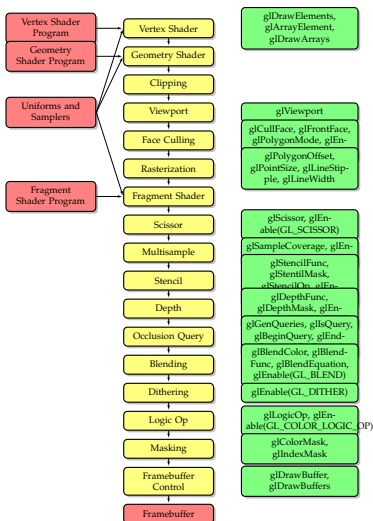 Vertex Shader
Program
Geometry
Shader Program
Uniforms and
Samplers
Fragment
Shader Program
Vertex Shader
Geometry Shader
Clipping
Viewport
Face Culling
Rasterization
Fragment Shader
Scissor
Multisample
Stencil
Depth
Occlusion Query
Blending
Dithering
Logic Op
Masking
Framebuffer
Control
Framebuffer
glDrawElements,
glArrayElement,
glDrawArrays
glViewport
glCullFace, glFrontFace,
glPolygonMode, glEn-
glPolygonOffset,
glPointSize, glLineStip-
ple, glLineWidth
glScissor, glEn-
able(GL_SCISSOR)
glSampleCoverage, glEn-
glStencilFunc,
glStentilMask,
glStencilOp, glEn-
glDepthFunc,
glDepthMask, glEn-
glGenQueries, glIsQuery,
glBeginQuery, glEnd-
glBlendColor, glBlend-
Func, glBlendEquation,
glEnable(GL_BLEND)
glEnable(GL_DITHER)
glLogicOp, glEn-
able(GL_COLOR_LOGIC_OP)
glColorMask,
glIndexMask
glDrawBuffer,
glDrawBuffers